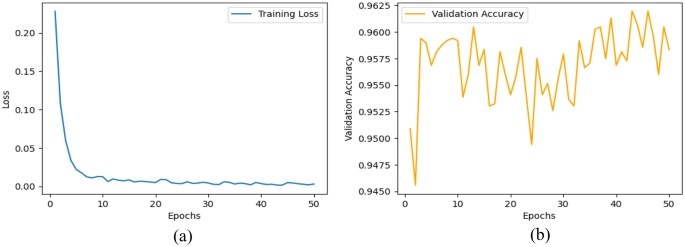 Training Loss
0.20
0.15
0.10
0.05
0.00
Loss
0 10 20 30 40 50
Epochs
(a)
Validation Accuracy
0.9625
0.9600
0.9575
0.9550
0.9525
0.9500
0.9475
0.9450
Validation Accuracy
0 10 20 30 40 50
Epochs
(b)